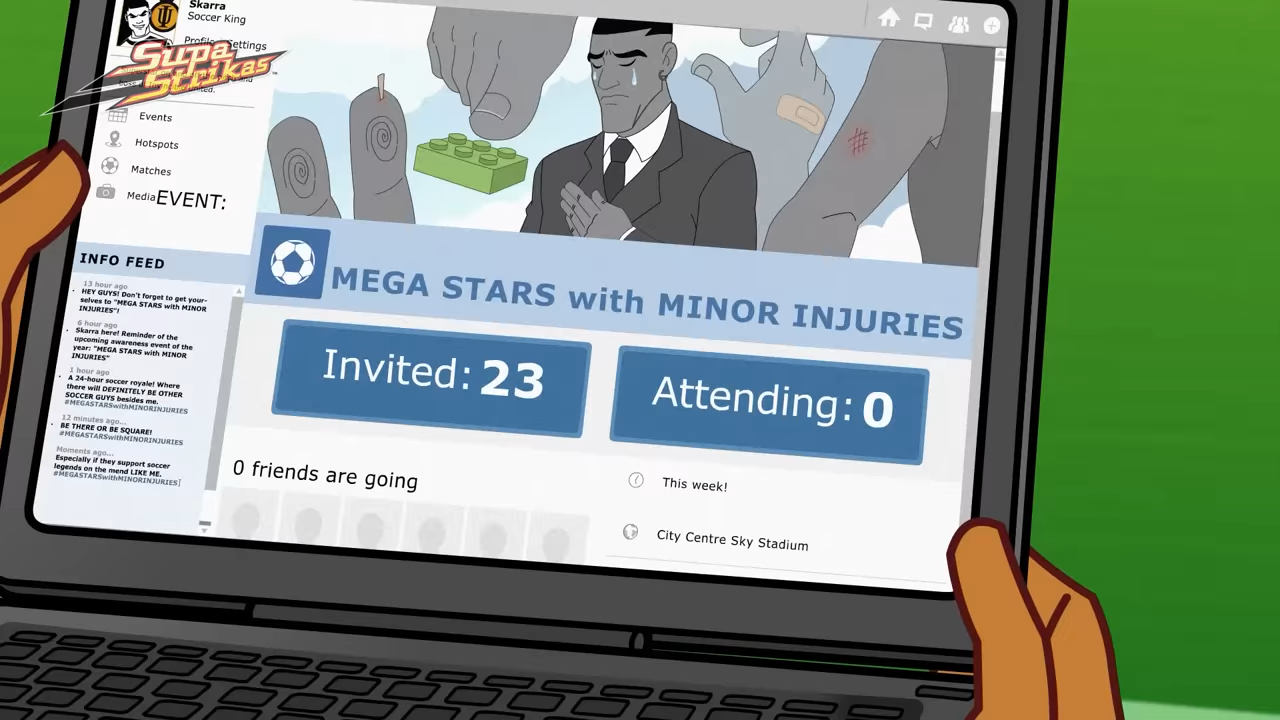 Skarra
Soccer King
Profile Settings
Supa
Strikas
Events
Hotspots
Matches
Media
EVENT:
INFO FEED
13 hour ago
HEY GUYS! Don't forget to get your-
selves to "MEGA STARS with MINOR
INJURIES"!
6 hour ago
Skarra here! Reminder of the
upcoming awareness event of the
year: "MEGA STARS with MINOR
INJURIES"
1 hour ago
A 24-hour soccer royale! Where
there will DEFINITELY BE OTHER
SOCCER GUYS besides me.
#MEGASTARSwithMINORINJURIES
12 minutes ago...
BE THERE OR BE SQUARE!
#MEGASTARSwithMINORINJURIES
Moments ago...
Especially if they support soccer
legends on the mend LIKE ME.
#MEGASTARSwithMINORINJURIES
MEGA STARS with MINOR INJURIES
Invited: 23
Attending: 0
0 friends are going
This week!
City Centre Sky Stadium